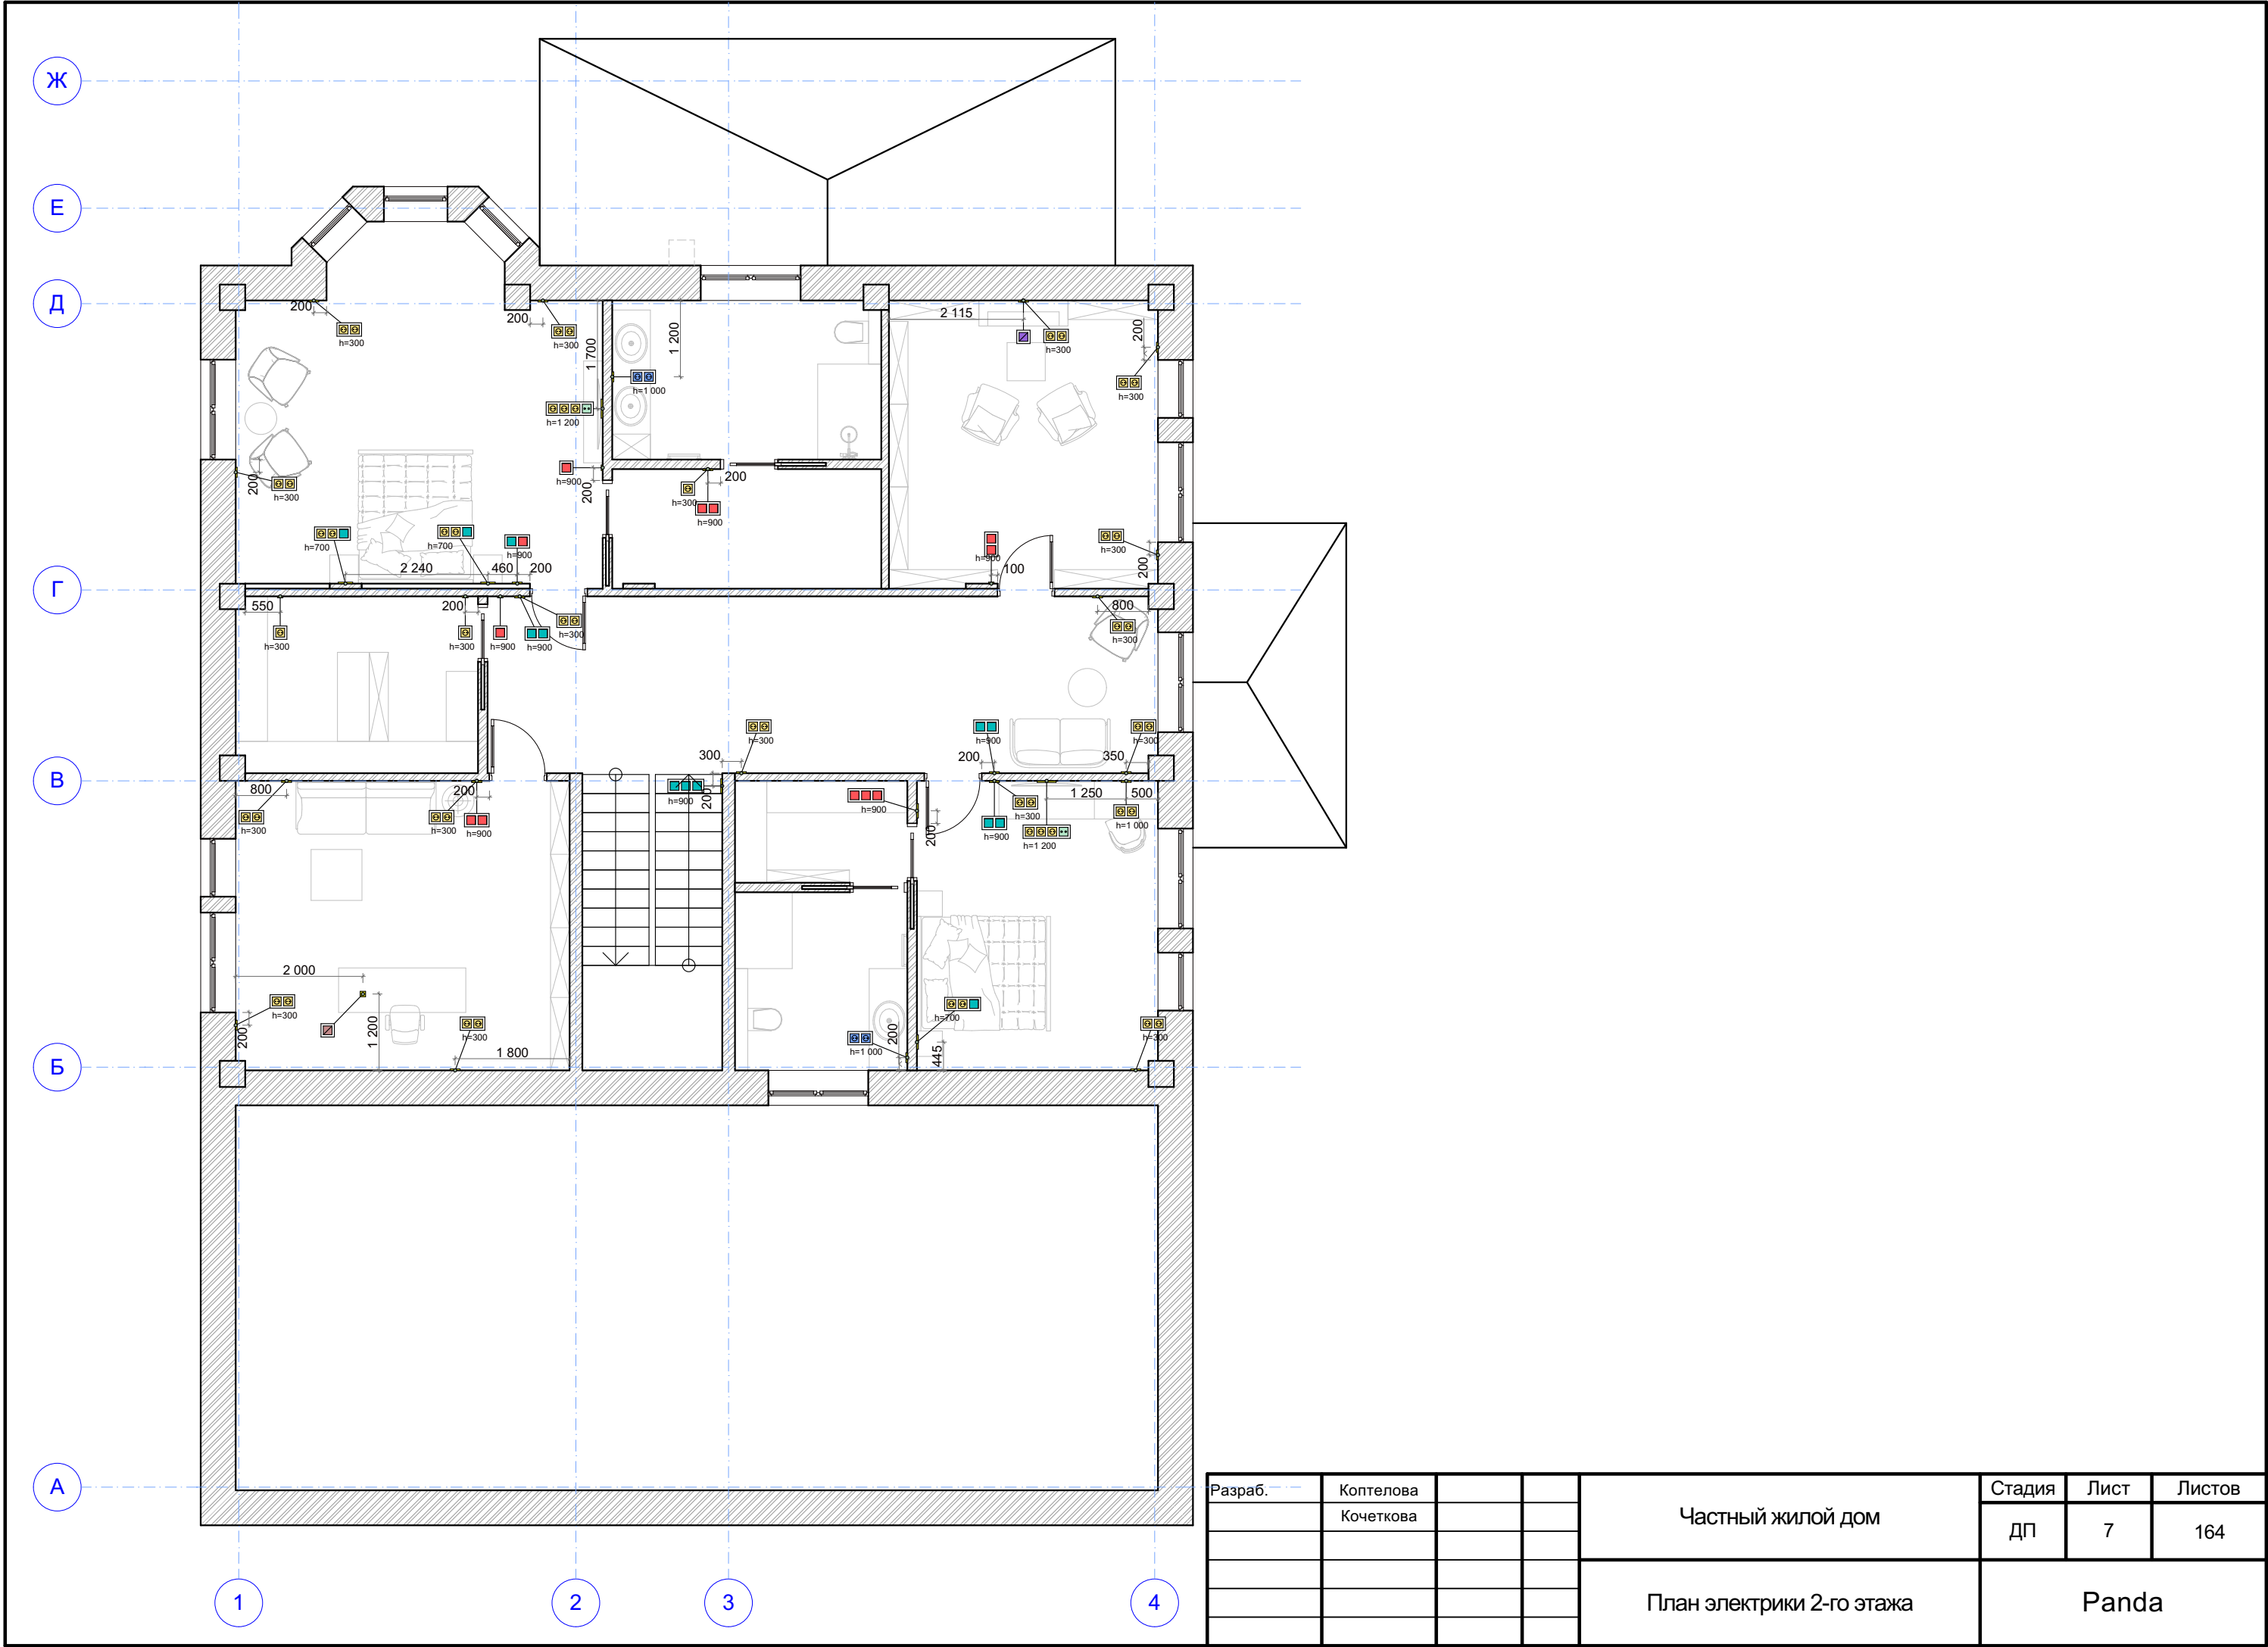 Ж
Е
Д
200
h=300
200
h=300
1 700
1 200
h=1 000
2 115
h=300
200
h=300
h=1 200
h=900
200
200
h=300
h=300
200
h=900
h=700
h=700
h=900
h=900
100
h=300
200
2 240
460
200
Г
550
200
800
h=300
h=300
h=900
h=900
h=300
h=300
h=300
h=900
h=300
300
200
350
В
800
200
h=900
200
h=900
1 250
500
h=300
h=300
h=900
200
h=900
h=300
h=1 200
h=1 000
2 000
h=300
200
1 200
h=300
1 800
h=700
h=1 000
200
445
h=300
Б
А
1
2
3
4
Разраб.
Коптелова
Кочеткова
Частный жилой дом
Стадия
Лист
Листов
ДП
7
164
План электрики 2-го этажа
Panda